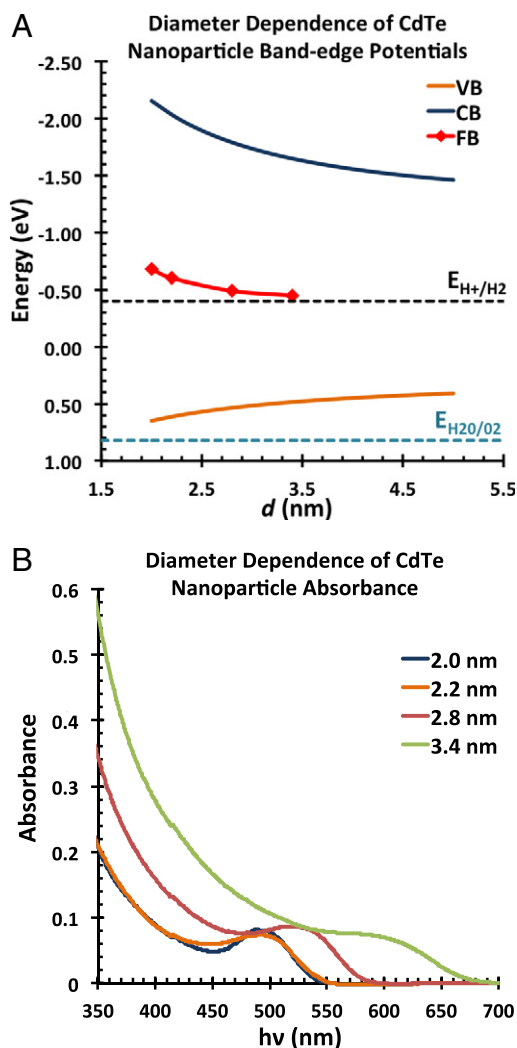 A
Diameter Dependence of CdTe
Nanoparticle Band-edge Potentials
-2.50
-2.00
-1.50
-1.00
-0.50
0.00
0.50
1.00
Energy (eV)
VB
CB
FB
E_H+/H2
E_H20/02
1.5
2.5
3.5
4.5
5.5
d (nm)
B
Diameter Dependence of CdTe
Nanoparticle Absorbance
0.6
0.5
0.4
0.3
0.2
0.1
0
Absorbance
2.0 nm
2.2 nm
2.8 nm
3.4 nm
350
400
450
500
550
600
650
700
hν (nm)